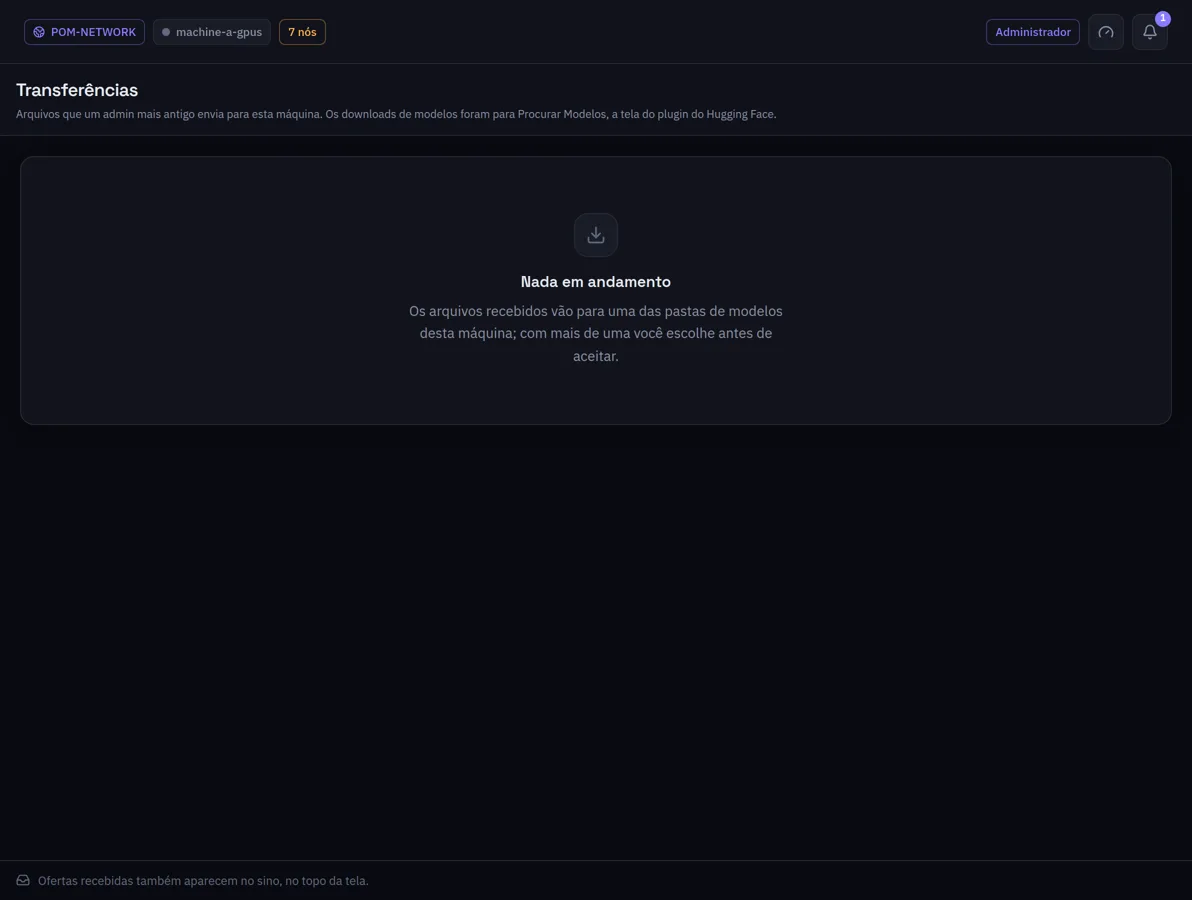 POM-NETWORK
machine-a-gpus
7 nós
Administrador
1
Transferências
Arquivos que um admin mais antigo envia para esta máquina. Os downloads de modelos foram para Procurar Modelos, a tela do plugin do Hugging Face.
Nada em andamento
Os arquivos recebidos vão para uma das pastas de modelos
desta máquina; com mais de uma você escolhe antes de
aceitar.
Ofertas recebidas também aparecem no sino, no topo da tela.